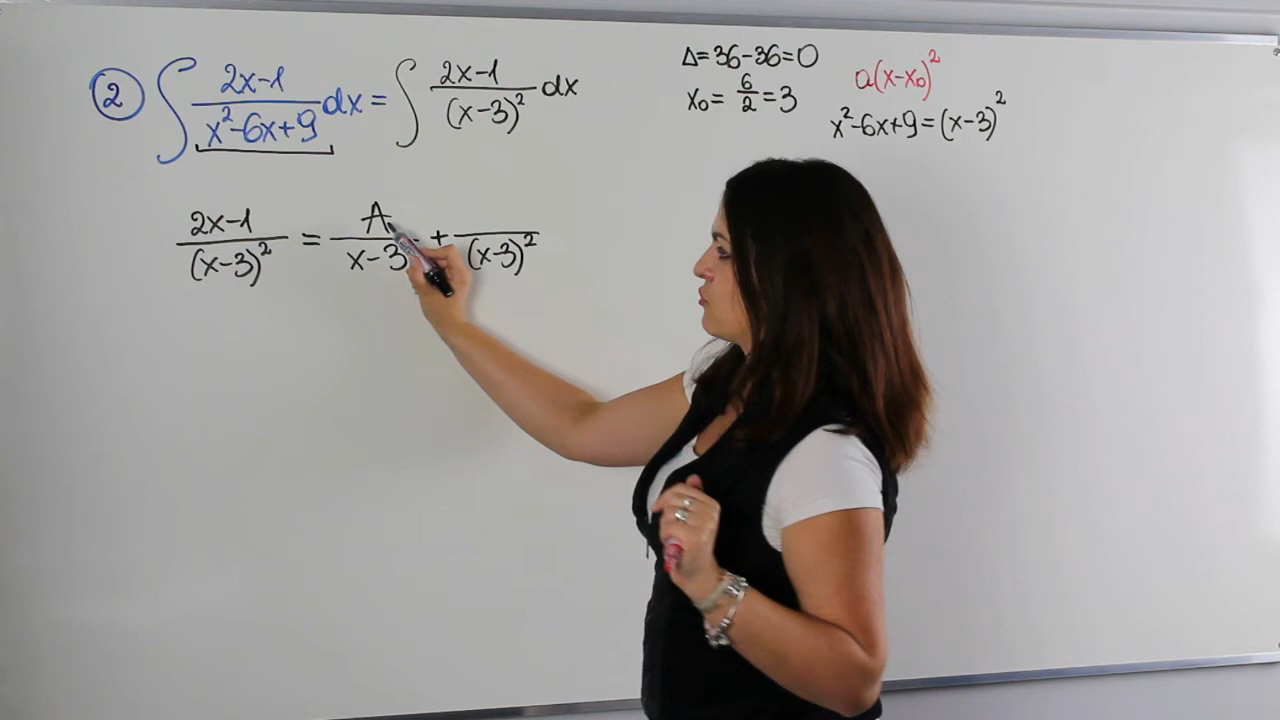 ② ∫ (2x-1)/(x²-6x+9) dx = ∫ (2x-1)/(x-3)² dx
Δ=36-36=0
x₀= 6/2 =3
a(x-x₀)²
x²-6x+9=(x-3)²
(2x-1)/(x-3)² = A/(x-3) + /(x-3)²